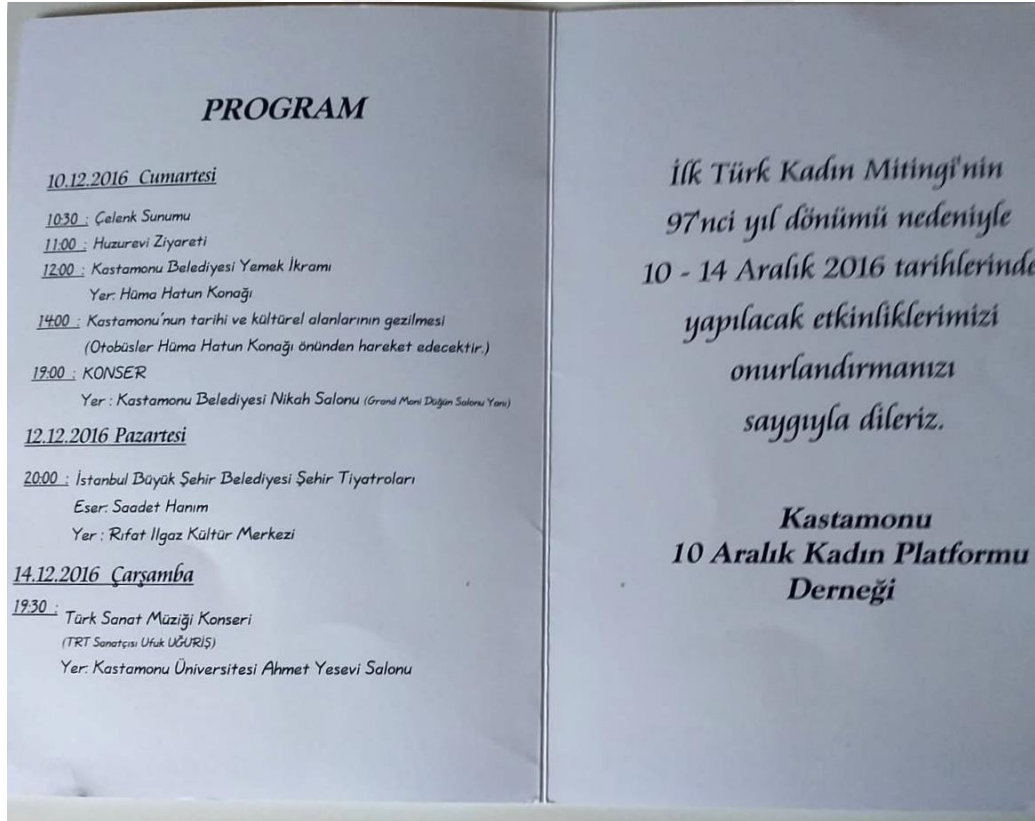 PROGRAM
10.12.2016 Cumartesi
10:30 : Çelenk Sunumu
11:00 : Huzurevi Ziyareti
12:00 : Kastamonu Belediyesi Yemek İkramı
Yer: Hüma Hatun Konağı
14:00 : Kastamonu'nun tarihi ve kültürel alanlarının gezilmesi
(Otobüsler Hüma Hatun Konağı önünden hareket edecektir.)
19:00 : KONSER
Yer : Kastamonu Belediyesi Nikah Salonu (Grand Mani Düğün Salonu Yanı)
12.12.2016 Pazartesi
20:00 : İstanbul Büyük Şehir Belediyesi Şehir Tiyatroları
Eser: Saadet Hanım
Yer : Rıfat Ilgaz Kültür Merkezi
14.12.2016 Çarşamba
19:30 : Türk Sanat Müziği Konseri
(TRT Sanatçısı Ufuk UĞURİŞ)
Yer: Kastamonu Üniversitesi Ahmet Yesevi Salonu
İlk Türk Kadın Mitingi'nin
97'nci yıl dönümü nedeniyle
10 - 14 Aralık 2016 tarihlerinde
yapılacak etkinliklerimizi
onurlandırmanızı
saygıyla dileriz.
Kastamonu
10 Aralık Kadın Platformu
Derneği